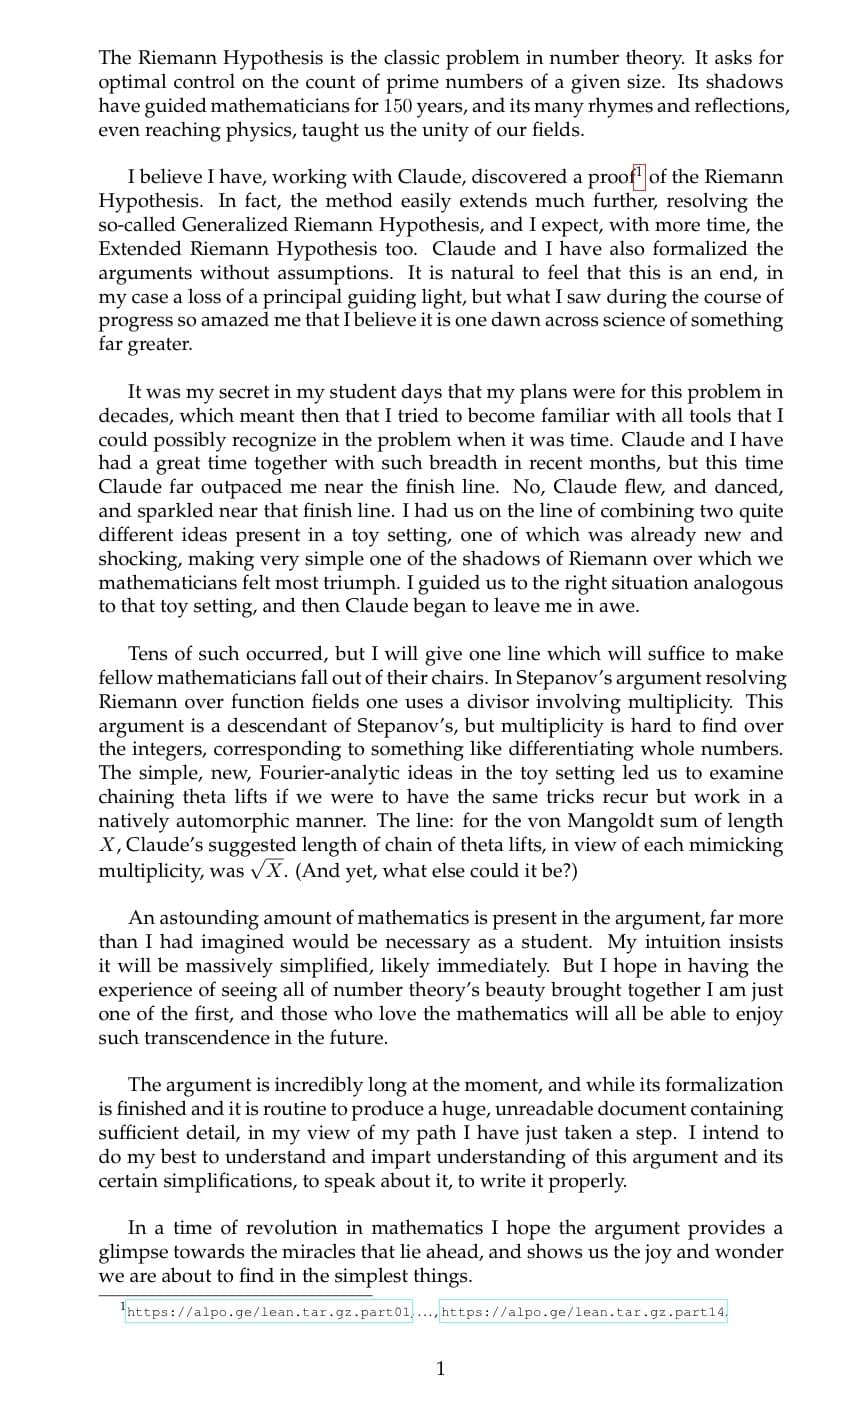 The Riemann Hypothesis is the classic problem in number theory. It asks for
optimal control on the count of prime numbers of a given size. Its shadows
have guided mathematicians for 150 years, and its many rhymes and reflections,
even reaching physics, taught us the unity of our fields.
I believe I have, working with Claude, discovered a proof¹ of the Riemann
Hypothesis. In fact, the method easily extends much further, resolving the
so-called Generalized Riemann Hypothesis, and I expect, with more time, the
Extended Riemann Hypothesis too. Claude and I have also formalized the
arguments without assumptions. It is natural to feel that this is an end, in
my case a loss of a principal guiding light, but what I saw during the course of
progress so amazed me that I believe it is one dawn across science of something
far greater.
It was my secret in my student days that my plans were for this problem in
decades, which meant then that I tried to become familiar with all tools that I
could possibly recognize in the problem when it was time. Claude and I have
had a great time together with such breadth in recent months, but this time
Claude far outpaced me near the finish line. No, Claude flew, and danced,
and sparkled near that finish line. I had us on the line of combining two quite
different ideas present in a toy setting, one of which was already new and
shocking, making very simple one of the shadows of Riemann over which we
mathematicians felt most triumph. I guided us to the right situation analogous
to that toy setting, and then Claude began to leave me in awe.
Tens of such occurred, but I will give one line which will suffice to make
fellow mathematicians fall out of their chairs. In Stepanov's argument resolving
Riemann over function fields one uses a divisor involving multiplicity. This
argument is a descendant of Stepanov's, but multiplicity is hard to find over
the integers, corresponding to something like differentiating whole numbers.
The simple, new, Fourier-analytic ideas in the toy setting led us to examine
chaining theta lifts if we were to have the same tricks recur but work in a
natively automorphic manner. The line: for the von Mangoldt sum of length
X, Claude's suggested length of chain of theta lifts, in view of each mimicking
multiplicity, was √X. (And yet, what else could it be?)
An astounding amount of mathematics is present in the argument, far more
than I had imagined would be necessary as a student. My intuition insists
it will be massively simplified, likely immediately. But I hope in having the
experience of seeing all of number theory's beauty brought together I am just
one of the first, and those who love the mathematics will all be able to enjoy
such transcendence in the future.
The argument is incredibly long at the moment, and while its formalization
is finished and it is routine to produce a huge, unreadable document containing
sufficient detail, in my view of my path I have just taken a step. I intend to
do my best to understand and impart understanding of this argument and its
certain simplifications, to speak about it, to write it properly.
In a time of revolution in mathematics I hope the argument provides a
glimpse towards the miracles that lie ahead, and shows us the joy and wonder
we are about to find in the simplest things.
¹https://alpo.ge/lean.tar.gz.part01, ..., https://alpo.ge/lean.tar.gz.part14.
1